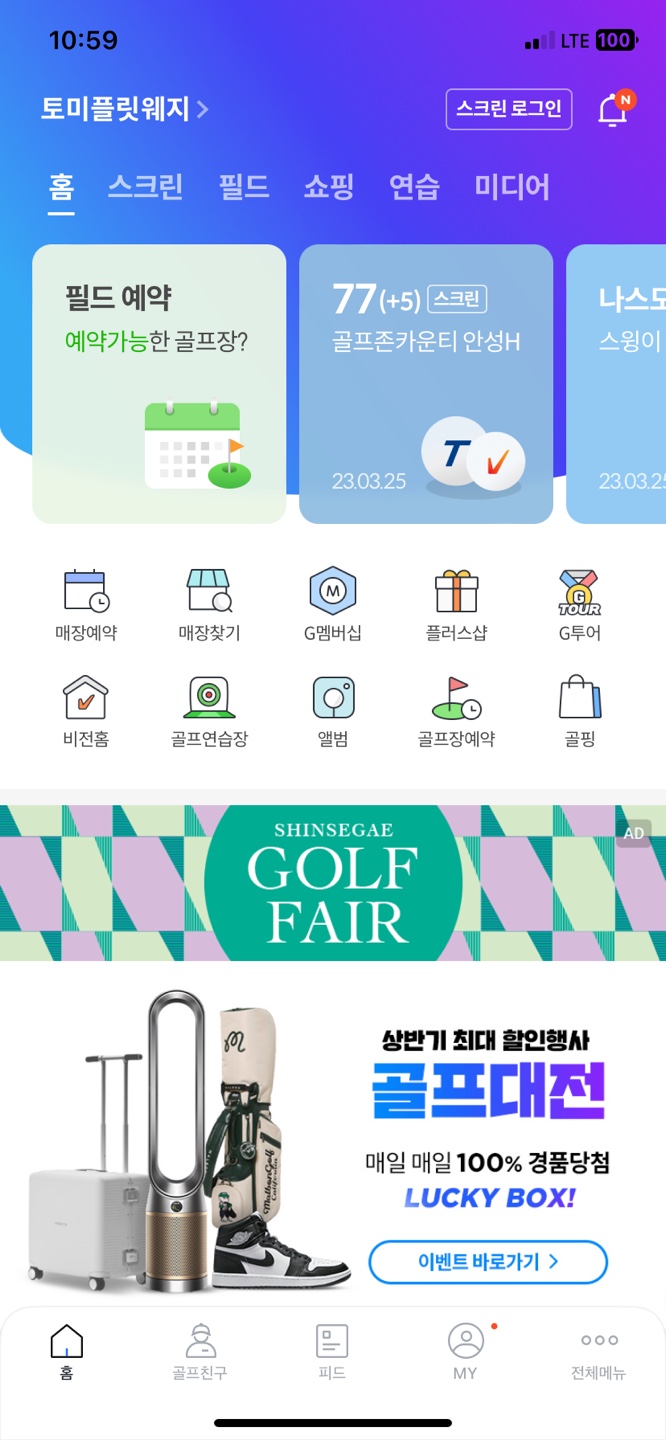 10:59
LTE 100
토미플릿웨지
스크린 로그인
N
홈 스크린 필드 쇼핑 연습 미디어
필드 예약
예약가능한 골프장?
77(+5) 스크린
골프존카운티 안성H
T
23.03.25
나스모
스윙이
23.03.25
매장예약 매장찾기 G멤버십 플러스샵 G투어
M
G
TOUR
비전홈 골프연습장 앨범 골프장예약 골핑
AD
SHINSEGAE
GOLF
FAIR
상반기 최대 할인행사
골프대전
매일 매일 100% 경품당첨
LUCKY BOX!
이벤트 바로가기
MalbonGolf
California
홈 골프친구 피드 MY 전체메뉴